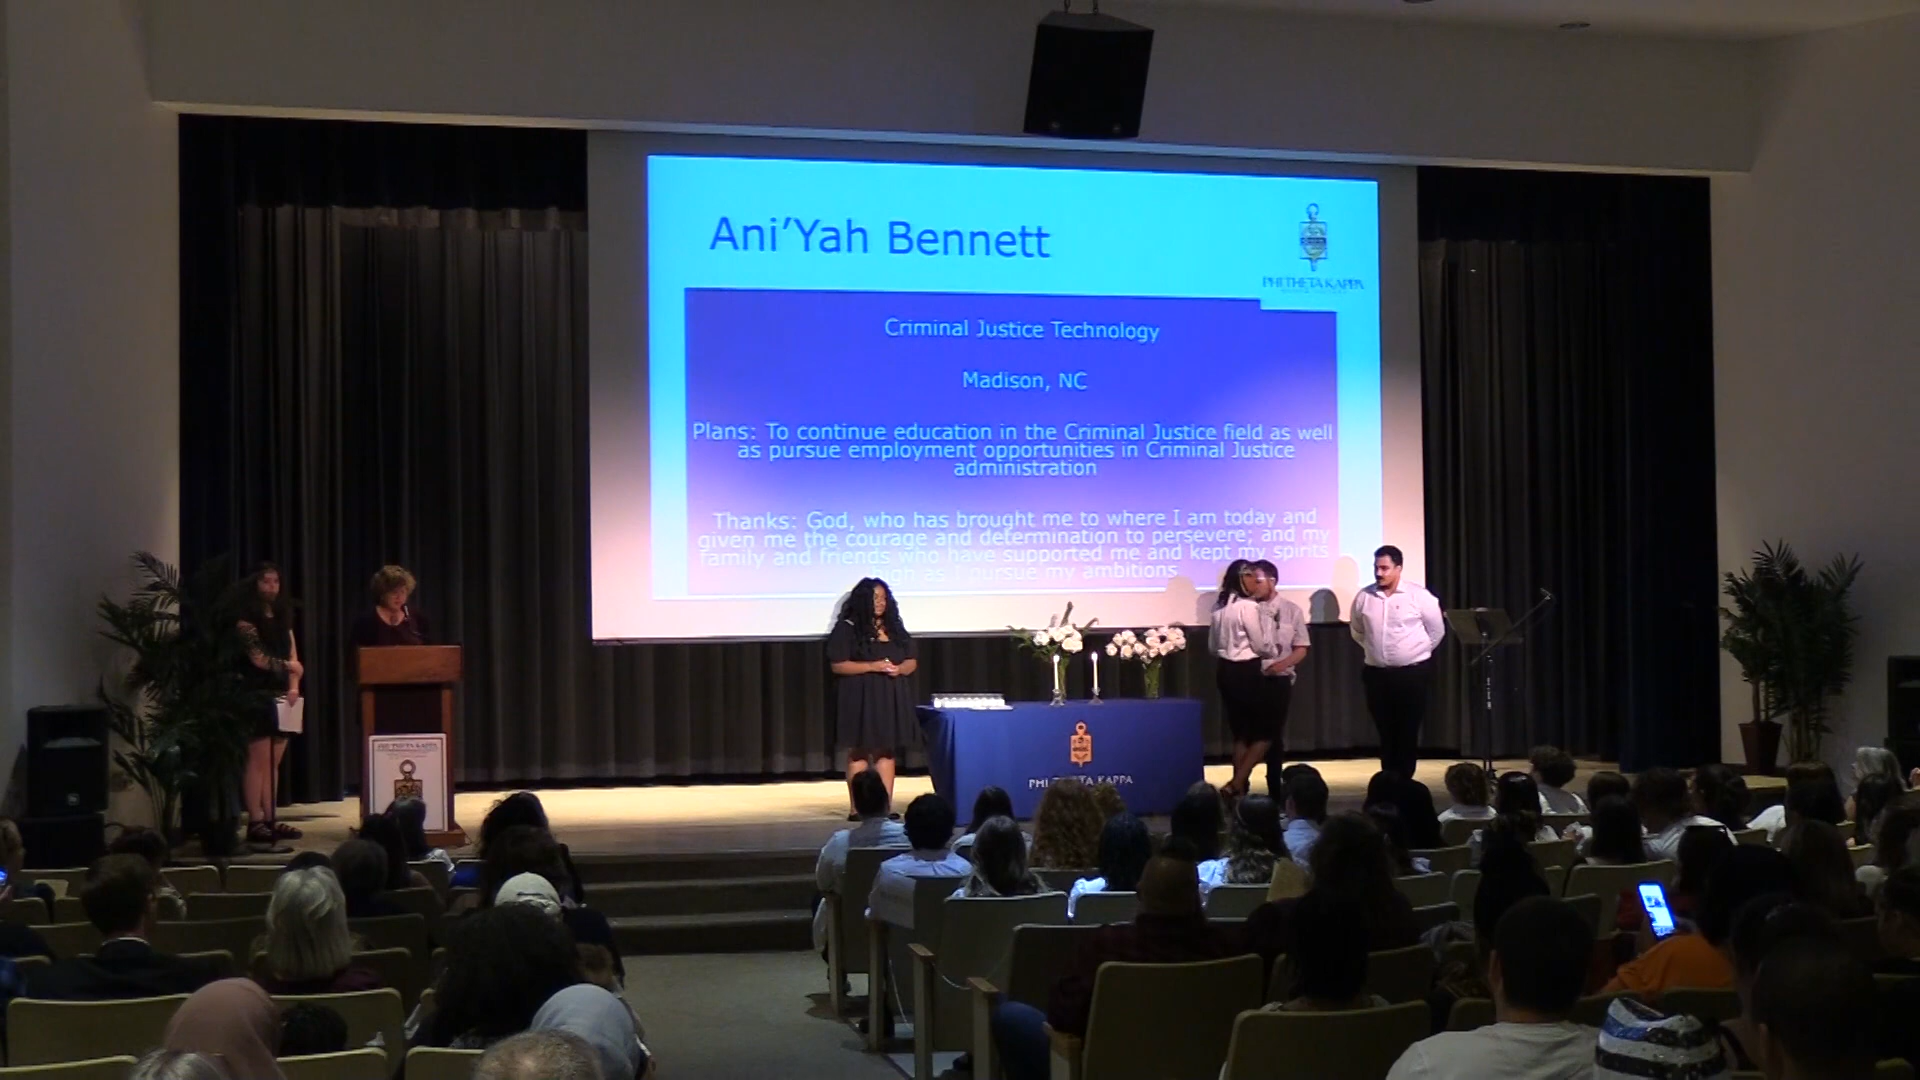 Ani'Yah Bennett
PHI THETA KAPPA
Criminal Justice Technology
Madison, NC
Plans: To continue education in the Criminal Justice field as well
as pursue employment opportunities in Criminal Justice
administration
Thanks: God, who has brought me to where I am today and
given me the courage and determination to persevere; and my
family and friends who have supported me and kept my spirits
high as I pursue my ambitions
PHI THETA KAPPA
PHI THETA KAPPA